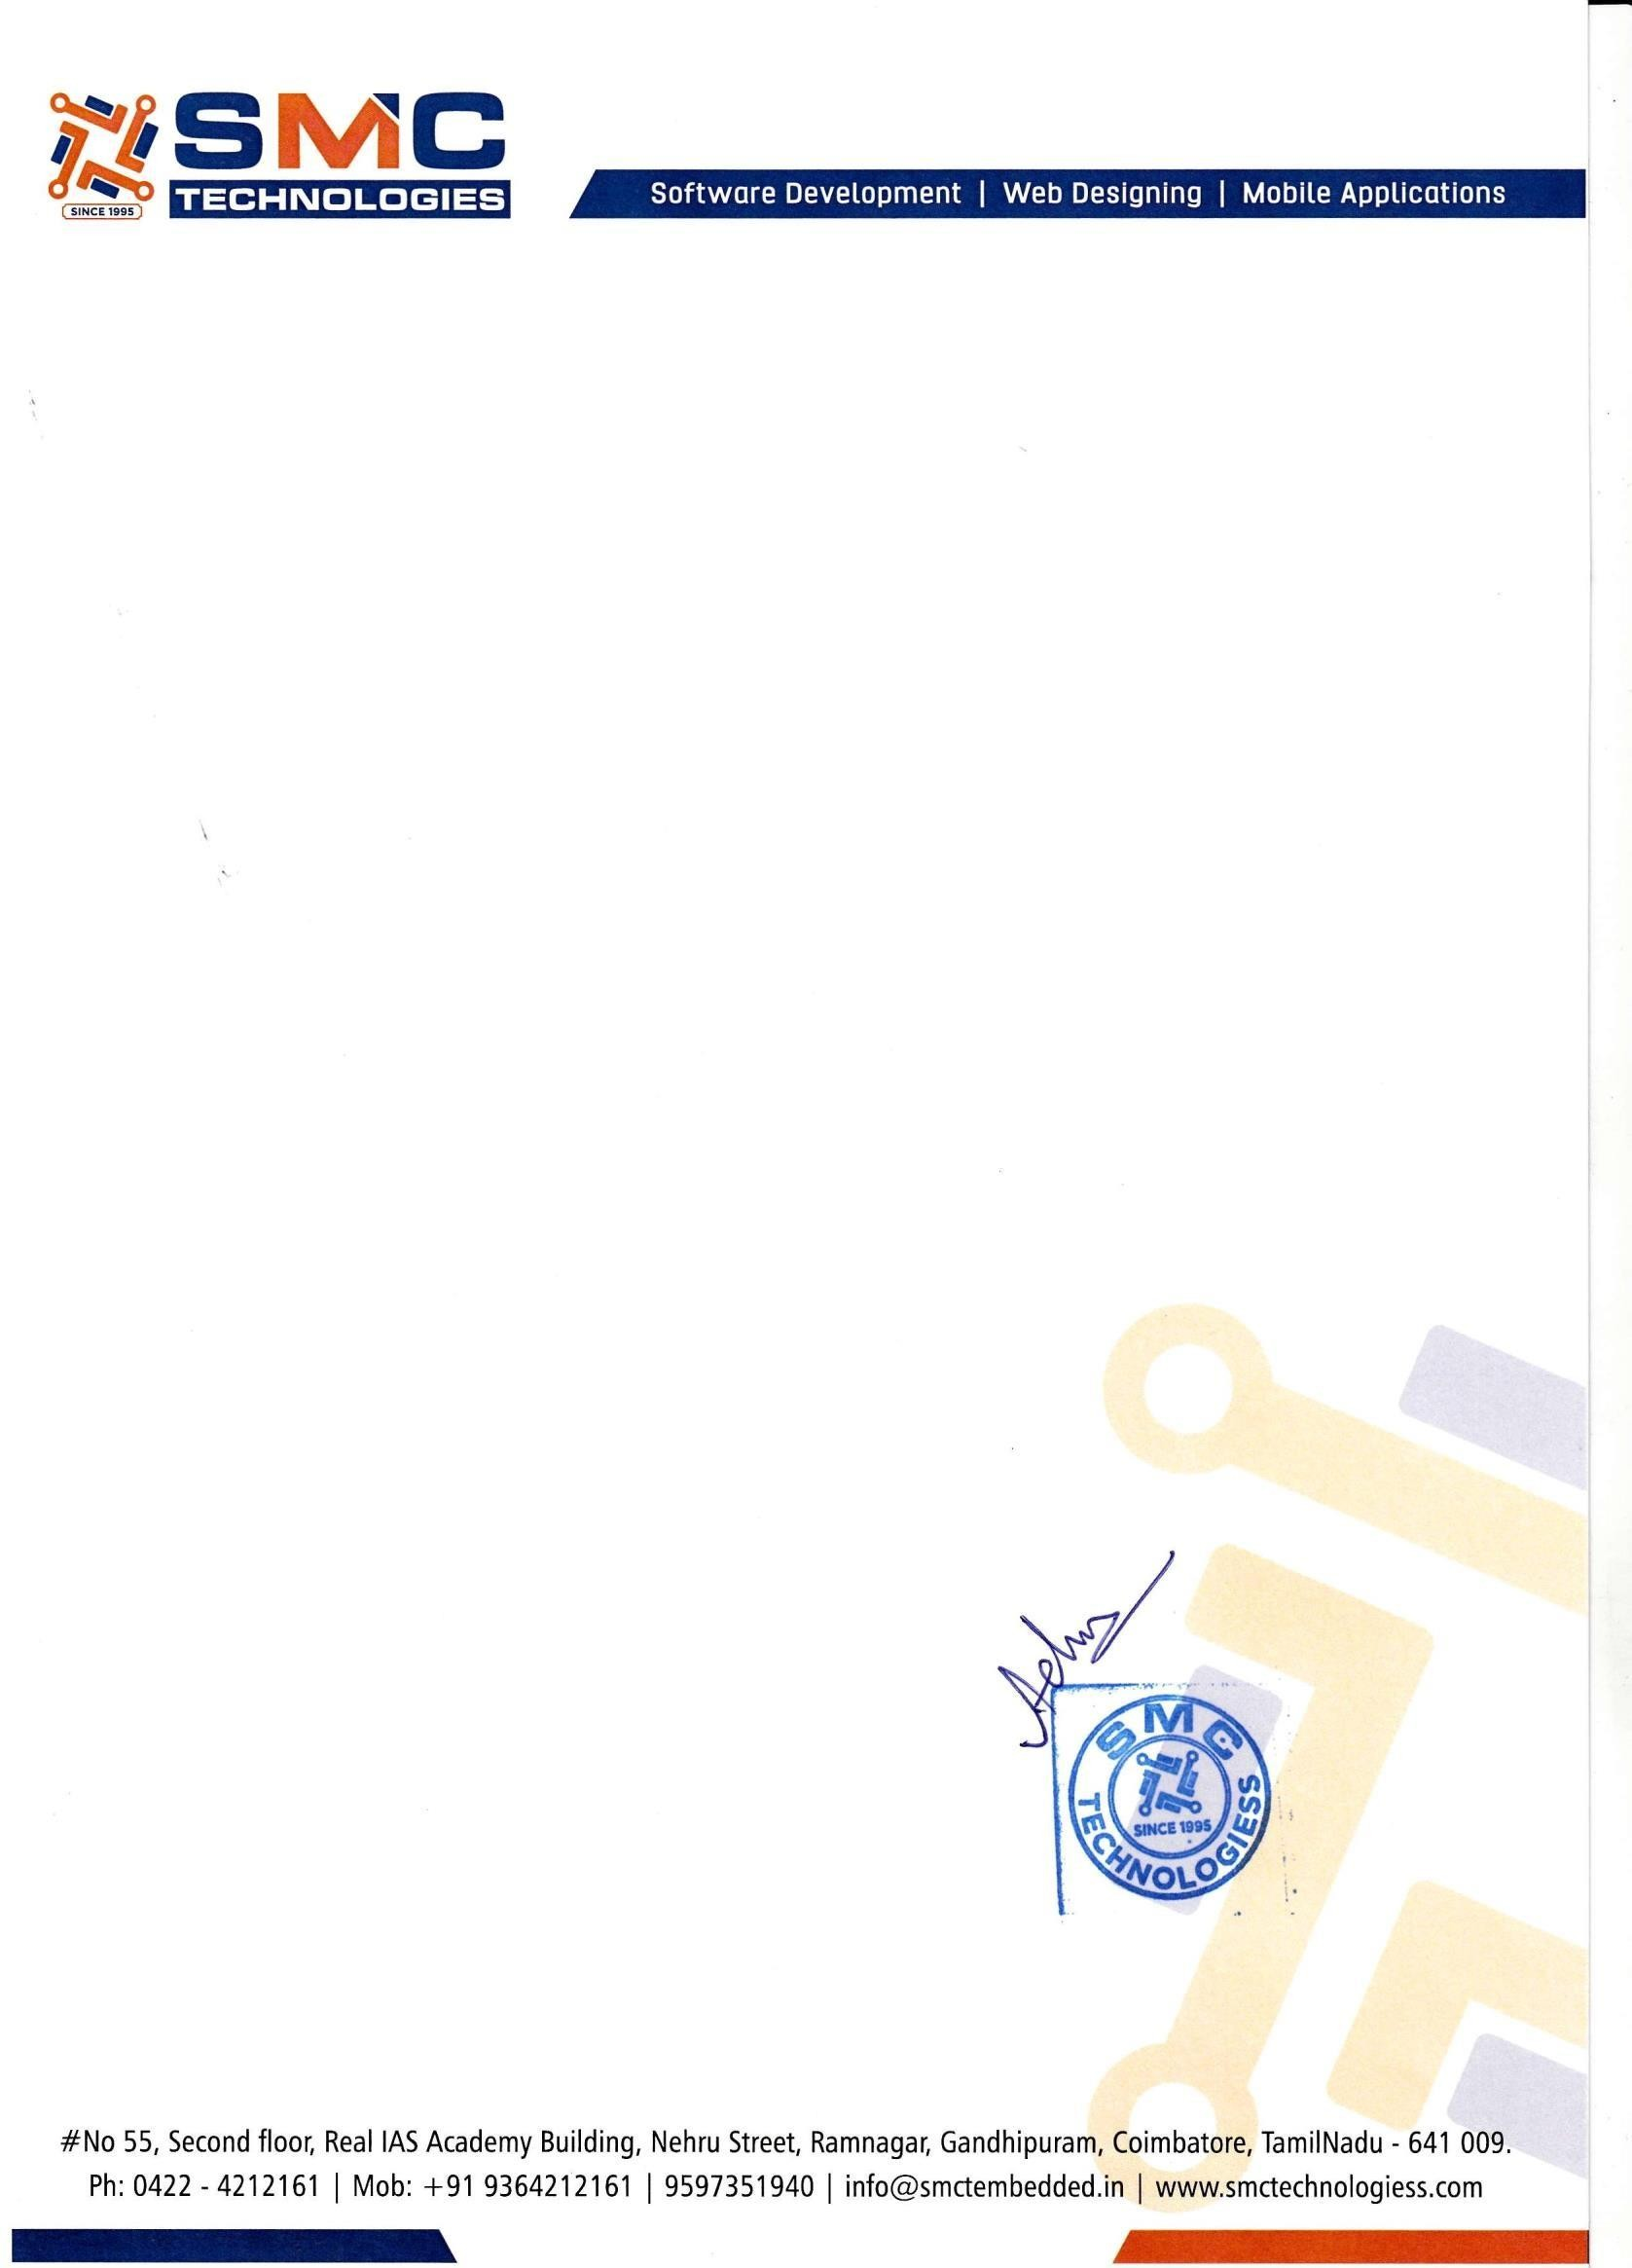 SMC
TECHNOLOGIES
SINCE 1995
Software Development | Web Designing | Mobile Applications
SMC
SINCE 1995
TECHNOLOGIESS
#No 55, Second floor, Real IAS Academy Building, Nehru Street, Ramnagar, Gandhipuram, Coimbatore, TamilNadu - 641 009.
Ph: 0422 - 4212161 | Mob: +91 9364212161 | 9597351940 | info@smctembedded.in | www.smctechnologiess.com